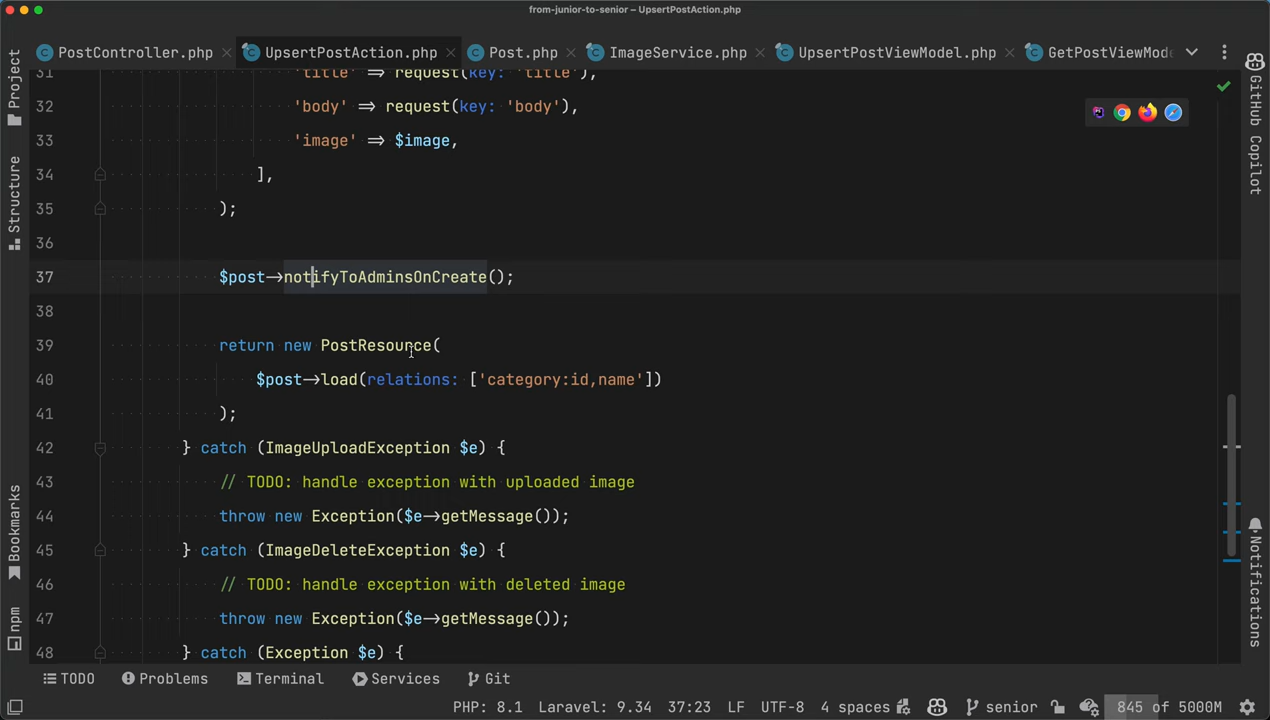 from-junior-to-senior – UpsertPostAction.php
PostController.php
UpsertPostAction.php
Post.php
ImageService.php
UpsertPostViewModel.php
GetPostViewMode
Project
Structure
Bookmarks
npm
GitHub Copilot
Notifications
31 'title' => request(key: 'title'),
32 'body' => request(key: 'body'),
33 'image' => $image,
34 ],
35 );
36
37 $post->notifyToAdminsOnCreate();
38
39 return new PostResource(
40 $post->load(relations: ['category:id,name'])
41 );
42 } catch (ImageUploadException $e) {
43 // TODO: handle exception with uploaded image
44 throw new Exception($e->getMessage());
45 } catch (ImageDeleteException $e) {
46 // TODO: handle exception with deleted image
47 throw new Exception($e->getMessage());
48 } catch (Exception $e) {
TODO
Problems
Terminal
Services
Git
PHP: 8.1 Laravel: 9.34 37:23 LF UTF-8 4 spaces senior 845 of 5000M